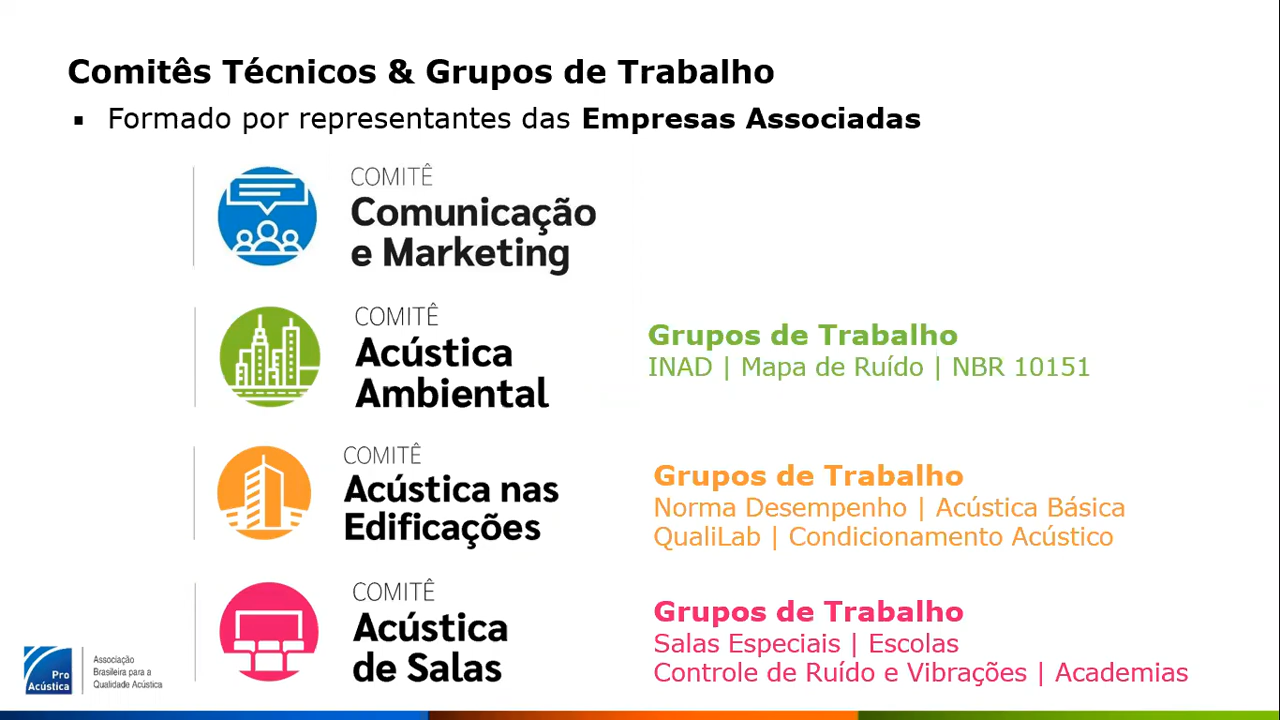 Comitês Técnicos & Grupos de Trabalho
▪ Formado por representantes das Empresas Associadas
COMITÊ
Comunicação
e Marketing
COMITÊ
Acústica
Ambiental
Grupos de Trabalho
INAD | Mapa de Ruído | NBR 10151
COMITÊ
Acústica nas
Edificações
Grupos de Trabalho
Norma Desempenho | Acústica Básica
QualiLab | Condicionamento Acústico
COMITÊ
Acústica
de Salas
Grupos de Trabalho
Salas Especiais | Escolas
Controle de Ruído e Vibrações | Academias
Pro
Acústica
Associação
Brasileira para a
Qualidade Acústica